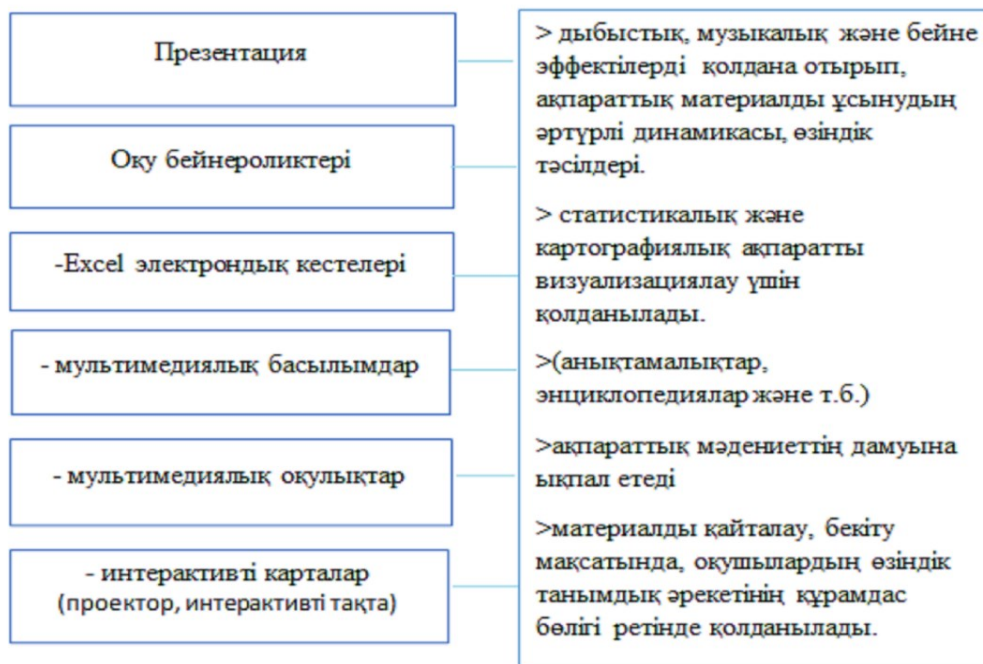 Презентация
Оқу бейнероликтері
-Excel электрондық кестелері
- мультимедиялық басылымдар
- мультимедиялық оқулықтар
- интерактивті карталар
(проектор, интерактивті тақта)
> дыбыстық, музыкалық және бейне
эффектілерді қолдана отырып,
ақпараттық материалды ұсынудың
әртүрлі динамикасы, өзіндік
тәсілдері.
> статистикалық және
картографиялық ақпаратты
визуализациялау үшін
қолданылады.
>(анықтамалықтар,
энциклопедиялар және т.б.)
>ақпараттық мәдениеттің дамуына
ықпал етеді
>материалды қайталау, бекіту
мақсатында, оқушылардың өзіндік
танымдық әрекетінің құрамдас
бөлігі ретінде қолданылады.